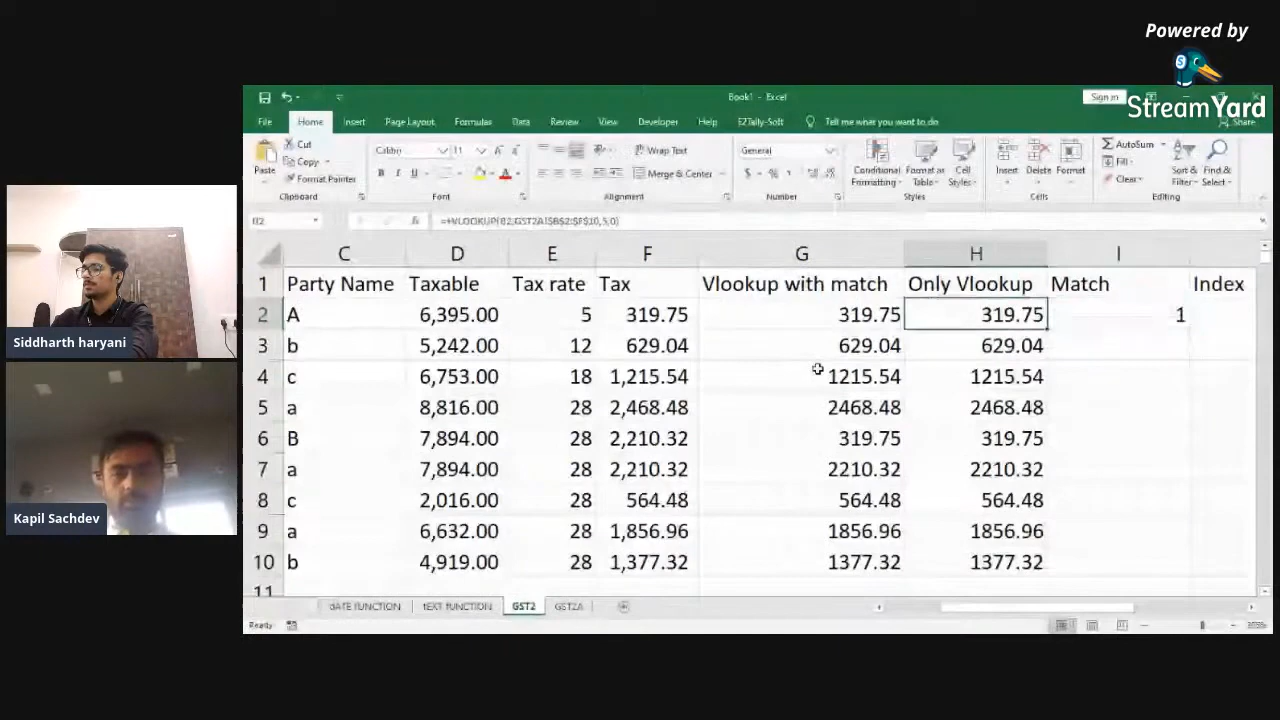 Powered by
StreamYard
Book1 - Excel
Sign in
File Home Insert Page Layout Formulas Data Review View Developer Help EZTally-Soft Tell me what you want to do Share
Cut
Copy
Format Painter
Paste
Calibri 11
Wrap Text
Merge & Center
General
Conditional Formatting
Format as Table
Cell Styles
Insert Delete Format
AutoSum
Fill
Clear
Sort & Filter
Find & Select
Clipboard Font Alignment Number Styles Cells Editing
C D E F G H I
1 Party Name Taxable Tax rate Tax Vlookup with match Only Vlookup Match Index
2 A 6,395.00 5 319.75 319.75 319.75 1
3 b 5,242.00 12 629.04 629.04 629.04
4 c 6,753.00 18 1,215.54 1215.54 1215.54
5 a 8,816.00 28 2,468.48 2468.48 2468.48
6 B 7,894.00 28 2,210.32 319.75 319.75
7 a 7,894.00 28 2,210.32 2210.32 2210.32
8 c 2,016.00 28 564.48 564.48 564.48
9 a 6,632.00 28 1,856.96 1856.96 1856.96
10 b 4,919.00 28 1,377.32 1377.32 1377.32
11
dATE FUNCTION tEXT FUNCTION GST2 GST2A
Ready
Siddharth haryani
Kapil Sachdev